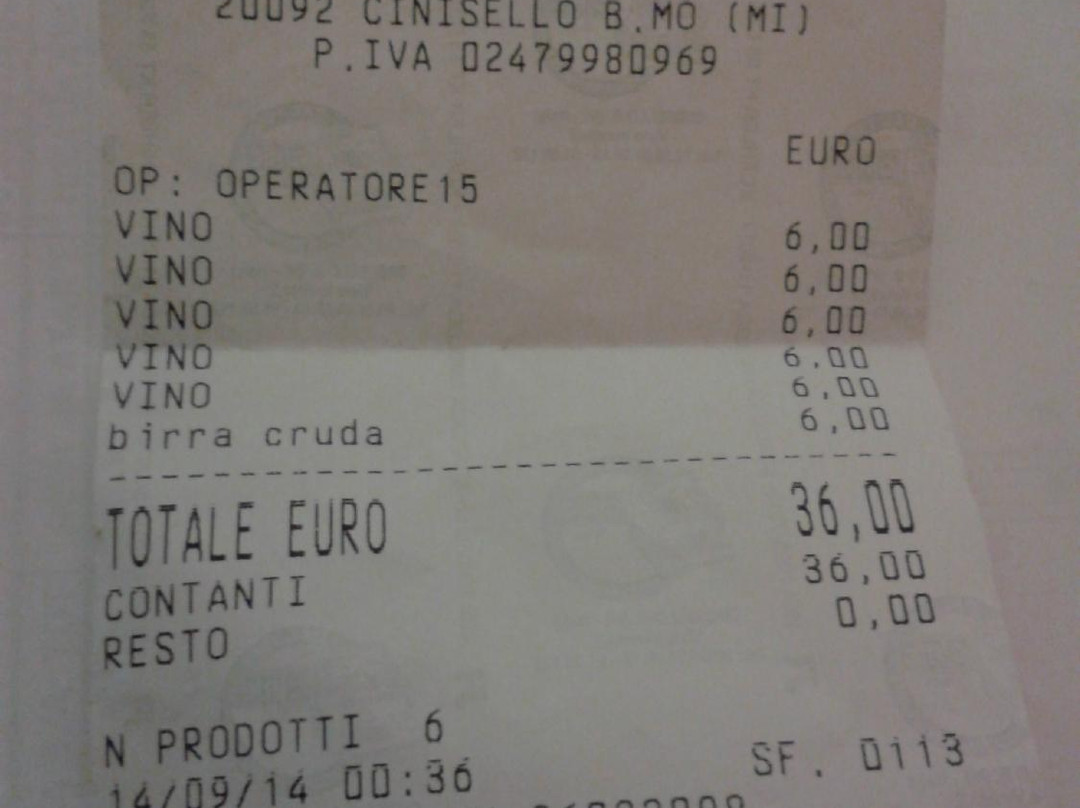 20092 CINISELLO B.MO (MI)
P.IVA 02479980969
EURO
OP: OPERATORE15
VINO 6,00
VINO 6,00
VINO 6,00
VINO 6,00
VINO 6,00
birra cruda 6,00
TOTALE EURO 36,00
CONTANTI 36,00
RESTO 0,00
N PRODOTTI 6
14/09/14 00:36 SF. 0113